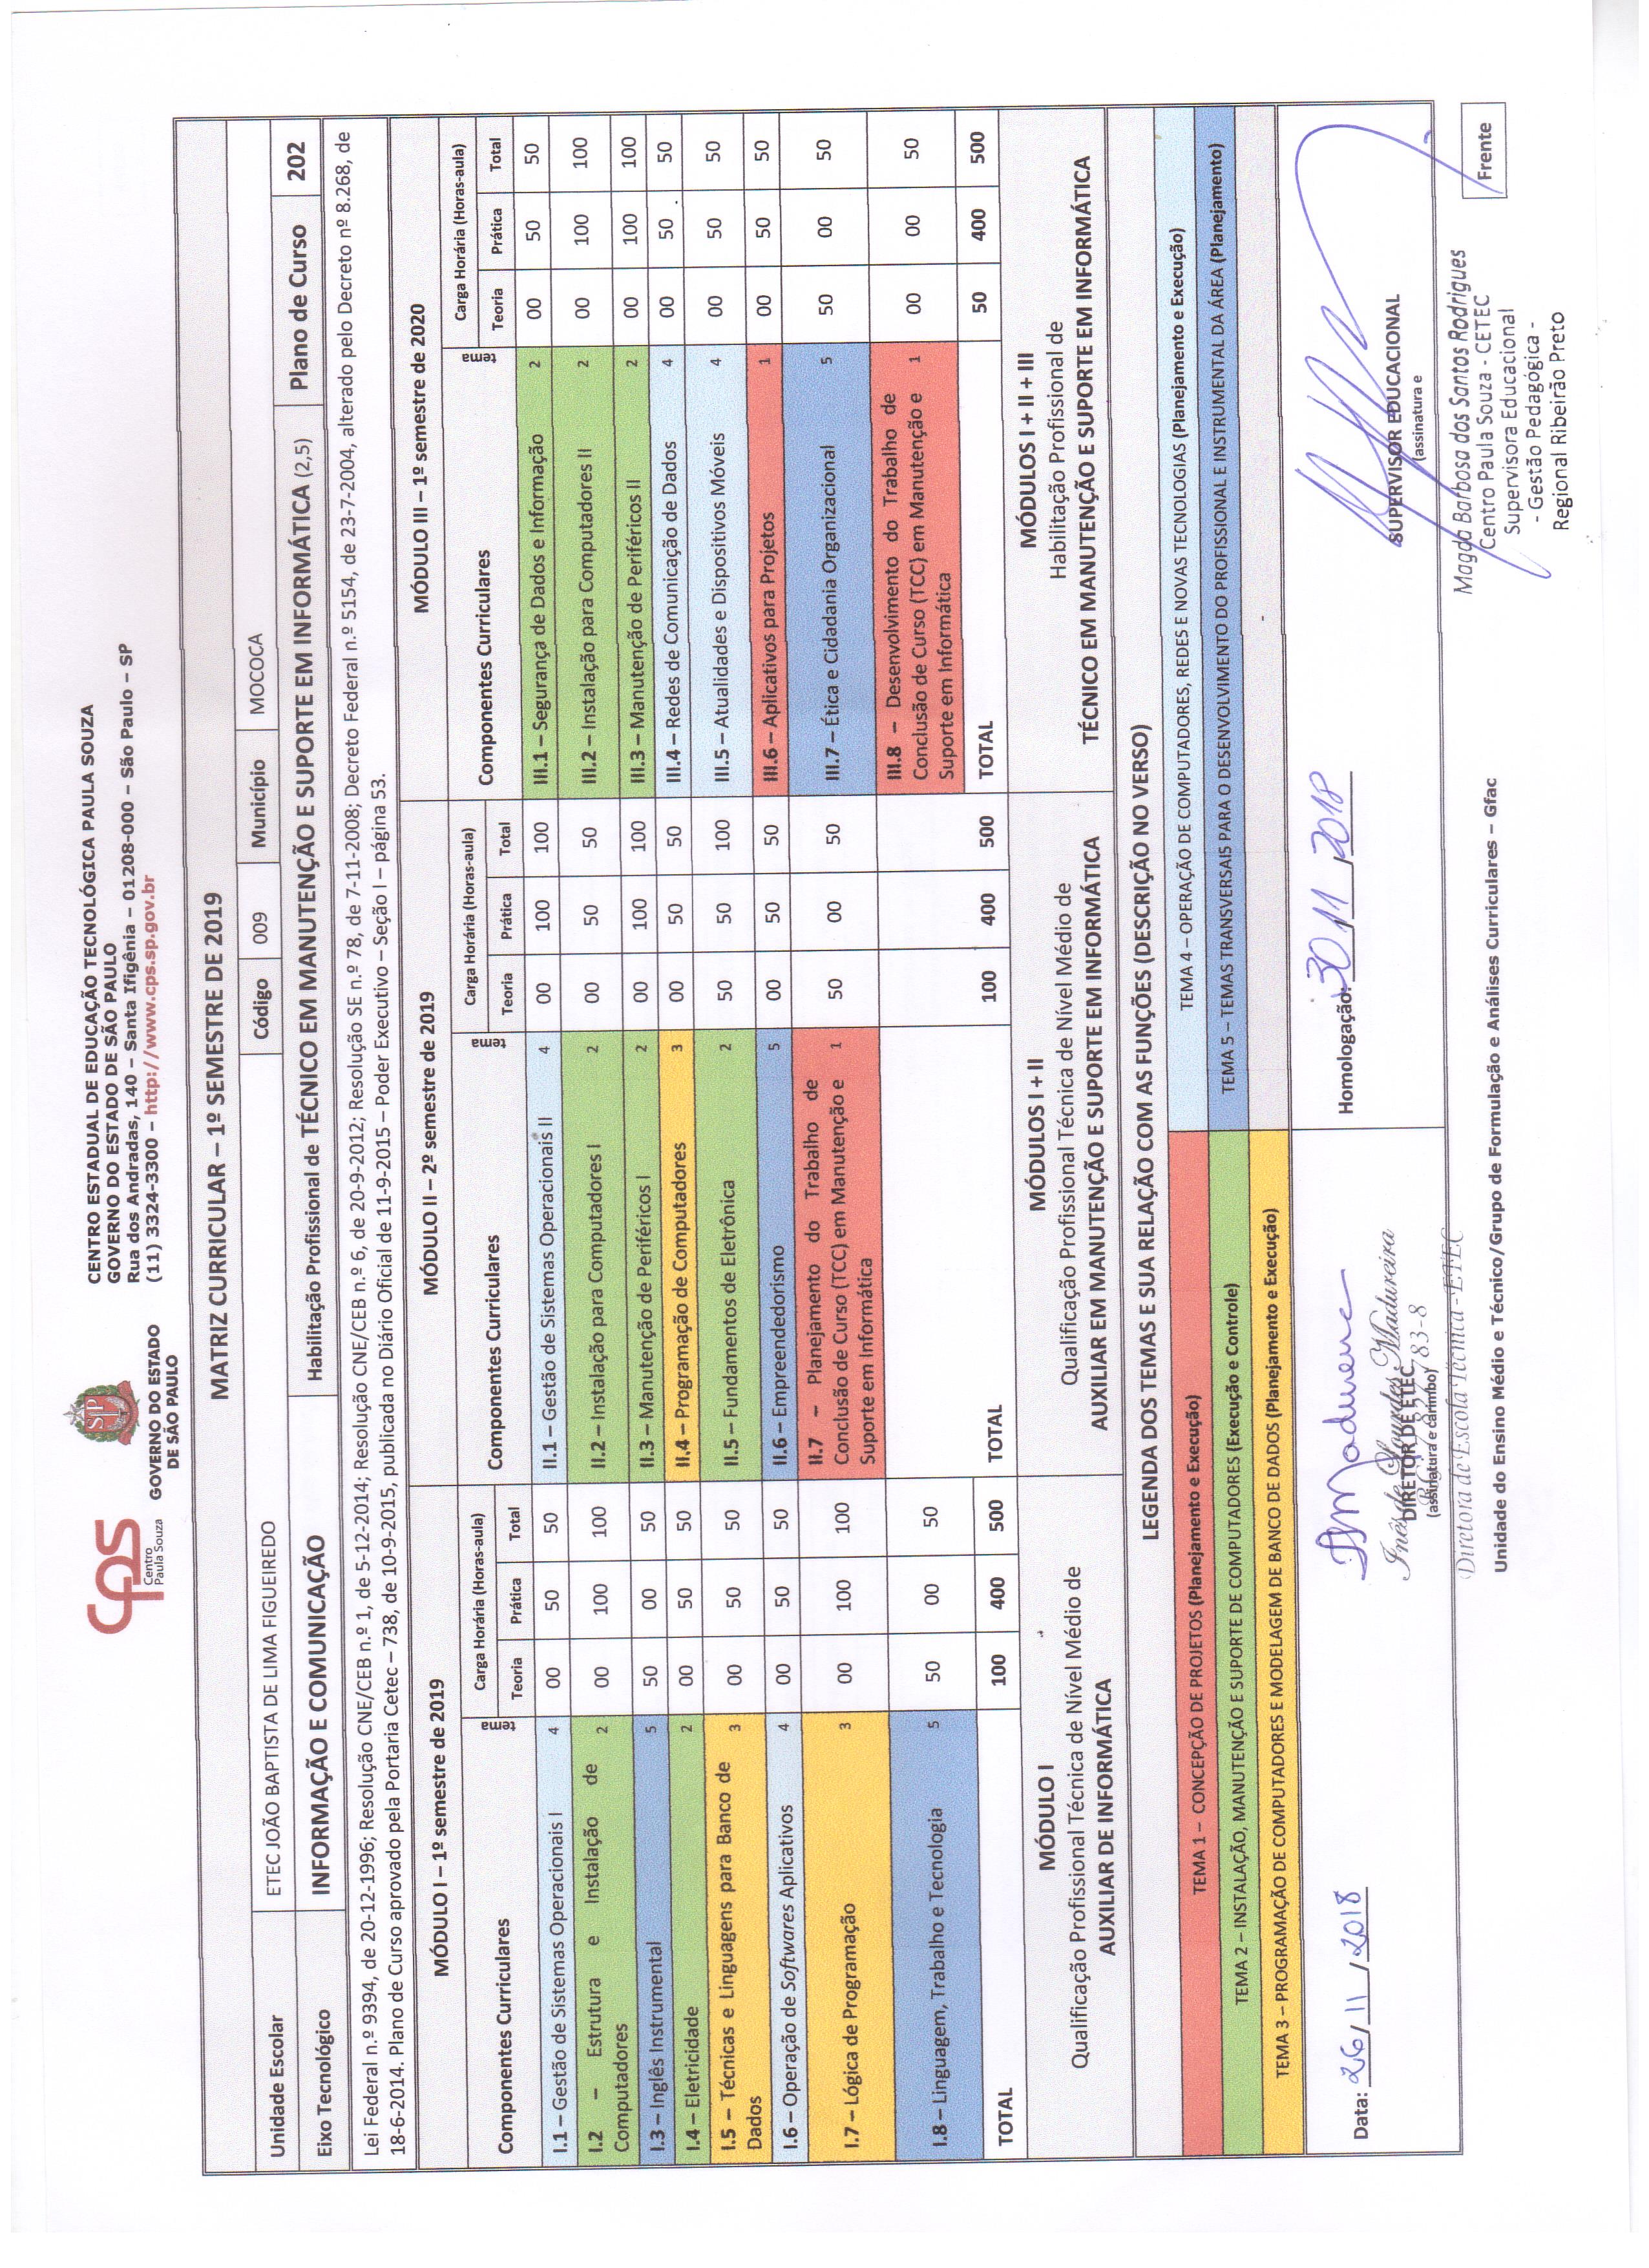 cps
Centro
Paula Souza
SP
GOVERNO DO ESTADO
DE SÃO PAULO
CENTRO ESTADUAL DE EDUCAÇÃO TECNOLÓGICA PAULA SOUZA
GOVERNO DO ESTADO DE SÃO PAULO
Rua dos Andradas, 140 – Santa Ifigênia – 01208-000 – São Paulo – SP
(11) 3324-3300 – http://www.cps.sp.gov.br
MATRIZ CURRICULAR – 1º SEMESTRE DE 2019
Unidade Escolar ETEC JOÃO BAPTISTA DE LIMA FIGUEIREDO Código 009 Município MOCOCA
Eixo Tecnológico INFORMAÇÃO E COMUNICAÇÃO Habilitação Profissional de TÉCNICO EM MANUTENÇÃO E SUPORTE EM INFORMÁTICA (2,5) Plano de Curso 202
Lei Federal n.º 9394, de 20-12-1996; Resolução CNE/CEB n.º 1, de 5-12-2014; Resolução CNE/CEB n.º 6, de 20-9-2012; Resolução SE n.º 78, de 7-11-2008; Decreto Federal n.º 5154, de 23-7-2004, alterado pelo Decreto nº 8.268, de
18-6-2014. Plano de Curso aprovado pela Portaria Cetec – 738, de 10-9-2015, publicada no Diário Oficial de 11-9-2015 – Poder Executivo – Seção I – página 53.
MÓDULO I – 1º semestre de 2019
Componentes Curriculares tema Carga Horária (Horas-aula)
Teoria Prática Total
I.1 – Gestão de Sistemas Operacionais I 4 00 50 50
I.2 – Estrutura e Instalação de
Computadores 2 00 100 100
I.3 – Inglês Instrumental 5 50 00 50
I.4 – Eletricidade 2 00 50 50
I.5 – Técnicas e Linguagens para Banco de
Dados 3 00 50 50
I.6 – Operação de Softwares Aplicativos 4 00 50 50
I.7 – Lógica de Programação 3 00 100 100
I.8 – Linguagem, Trabalho e Tecnologia 5 50 00 50
TOTAL 100 400 500
MÓDULO I
Qualificação Profissional Técnica de Nível Médio de
AUXILIAR DE INFORMÁTICA
MÓDULO II – 2º semestre de 2019
Componentes Curriculares tema Carga Horária (Horas-aula)
Teoria Prática Total
II.1 – Gestão de Sistemas Operacionais II 4 00 100 100
II.2 – Instalação para Computadores I 2 00 50 50
II.3 – Manutenção de Periféricos I 2 00 100 100
II.4 – Programação de Computadores 3 00 50 50
II.5 – Fundamentos de Eletrônica 2 50 50 100
II.6 – Empreendedorismo 5 00 50 50
II.7 – Planejamento do Trabalho de
Conclusão de Curso (TCC) em Manutenção e 1 50 00 50
Suporte em Informática
TOTAL 100 400 500
MÓDULOS I + II
Qualificação Profissional Técnica de Nível Médio de
AUXILIAR EM MANUTENÇÃO E SUPORTE EM INFORMÁTICA
MÓDULO III – 1º semestre de 2020
Componentes Curriculares tema Carga Horária (Horas-aula)
Teoria Prática Total
III.1 – Segurança de Dados e Informação 2 00 50 50
III.2 – Instalação para Computadores II 2 00 100 100
III.3 – Manutenção de Periféricos II 2 00 100 100
III.4 – Redes de Comunicação de Dados 4 00 50 50
III.5 – Atualidades e Dispositivos Móveis 4 00 50 50
III.6 – Aplicativos para Projetos 1 00 50 50
III.7 – Ética e Cidadania Organizacional 5 50 00 50
III.8 – Desenvolvimento do Trabalho de
Conclusão de Curso (TCC) em Manutenção e 1 00 00 50
Suporte em Informática
TOTAL 50 400 500
MÓDULOS I + II + III
Habilitação Profissional de
TÉCNICO EM MANUTENÇÃO E SUPORTE EM INFORMÁTICA
LEGENDA DOS TEMAS E SUA RELAÇÃO COM AS FUNÇÕES (DESCRIÇÃO NO VERSO)
TEMA 1 – CONCEPÇÃO DE PROJETOS (Planejamento e Execução)
TEMA 2 – INSTALAÇÃO, MANUTENÇÃO E SUPORTE DE COMPUTADORES (Execução e Controle)
TEMA 3 – PROGRAMAÇÃO DE COMPUTADORES E MODELAGEM DE BANCO DE DADOS (Planejamento e Execução)
TEMA 4 – OPERAÇÃO DE COMPUTADORES, REDES E NOVAS TECNOLOGIAS (Planejamento e Execução)
TEMA 5 – TEMAS TRANSVERSAIS PARA O DESENVOLVIMENTO DO PROFISSIONAL E INSTRUMENTAL DA ÁREA (Planejamento)
-
Data: 26/11/2018
Madureira
Inês de Lourdes Madureira
DIRETOR DE ETEC
(assinatura e carimbo)
Diretora de Escola Técnica - ETEC
Homologação: 30/11/2018
SUPERVISOR EDUCACIONAL
(assinatura e
Magda Barbosa dos Santos Rodrigues
Centro Paula Souza - CETEC
Supervisora Educacional
- Gestão Pedagógica -
Regional Ribeirão Preto
Unidade do Ensino Médio e Técnico/Grupo de Formulação e Análises Curriculares – Gfac
Frente